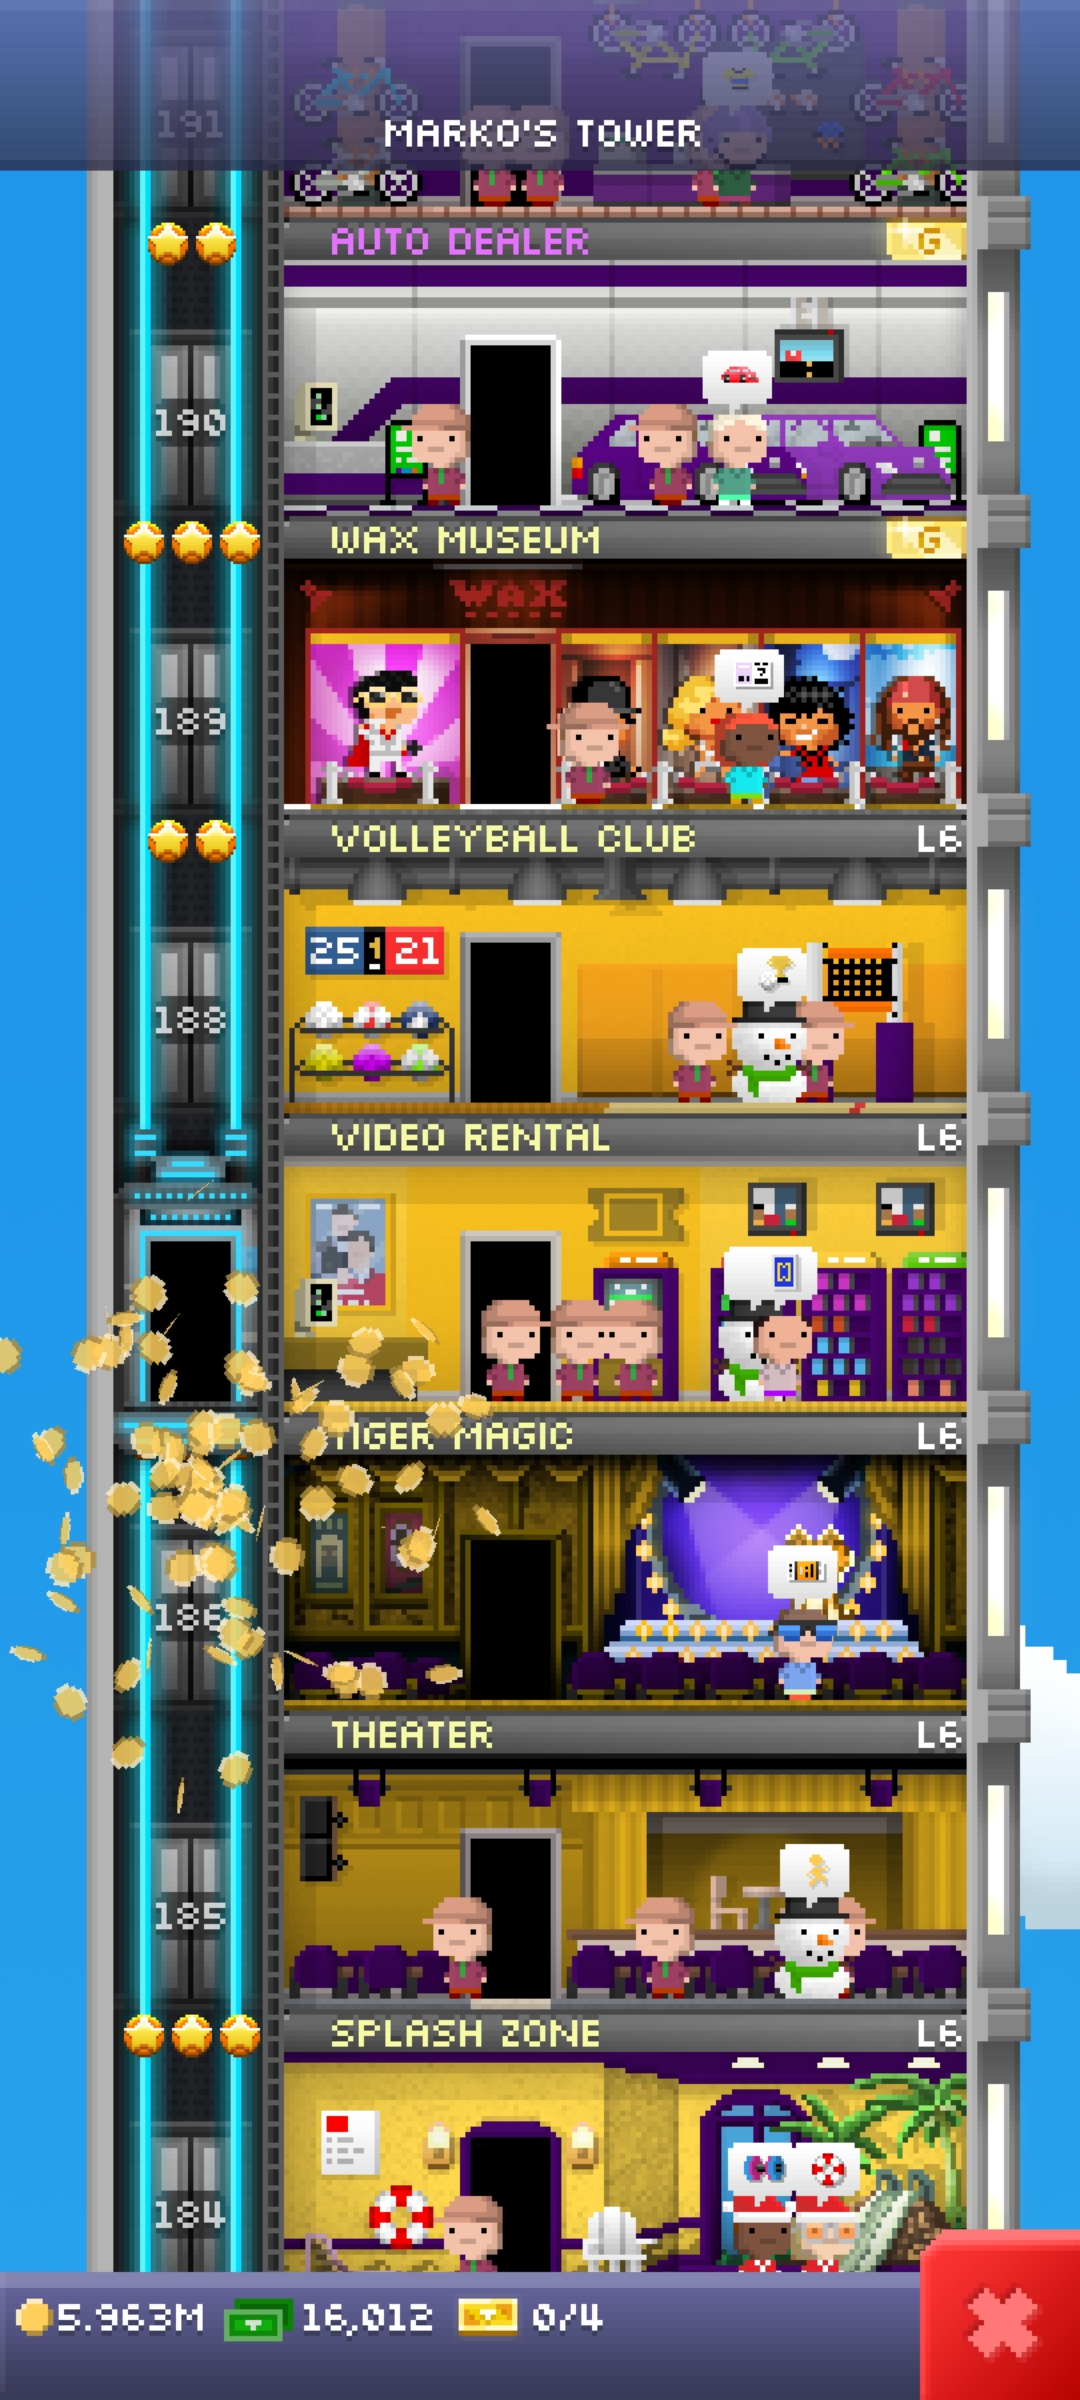 191
MARKO'S TOWER
AUTO DEALER G
190
WAX MUSEUM G
WAX
189
VOLLEYBALL CLUB L6
25 21
188
VIDEO RENTAL L6
TIGER MAGIC L6
186
THEATER L6
185
SPLASH ZONE L6
184
5.963M 16,012 0/4